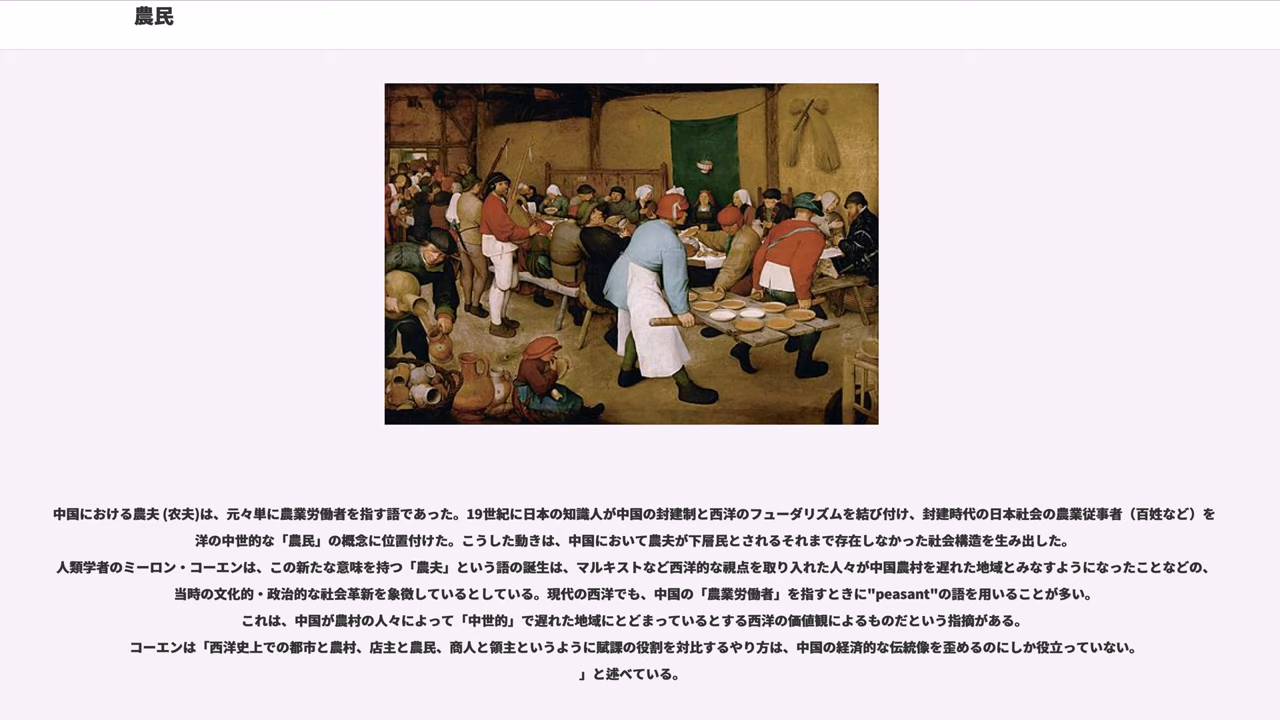 農民
中国における農夫 (农夫)は、元々単に農業労働者を指す語であった。19世紀に日本の知識人が中国の封建制と西洋のフューダリズムを結び付け、封建時代の日本社会の農業従事者（百姓など）を
洋の中世的な「農民」の概念に位置付けた。こうした動きは、中国において農夫が下層民とされるそれまで存在しなかった社会構造を生み出した。
人類学者のミーロン・コーエンは、この新たな意味を持つ「農夫」という語の誕生は、マルキストなど西洋的な視点を取り入れた人々が中国農村を遅れた地域とみなすようになったことなどの、
当時の文化的・政治的な社会革新を象徴しているとしている。現代の西洋でも、中国の「農業労働者」を指すときに"peasant"の語を用いることが多い。
これは、中国が農村の人々によって「中世的」で遅れた地域にとどまっているとする西洋の価値観によるものだという指摘がある。
コーエンは「西洋史上での都市と農村、店主と農民、商人と領主というように賦課の役割を対比するやり方は、中国の経済的な伝統像を歪めるのにしか役立っていない。
」と述べている。